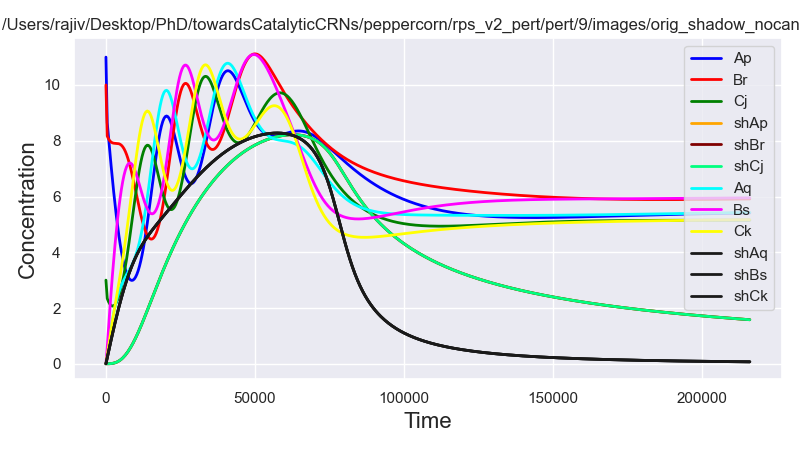 /Users/rajiv/Desktop/PhD/towardsCatalyticCRNs/peppercorn/rps_v2_pert/pert/9/images/orig_shadow_nocan
Concentration
10
8
6
4
2
0
0 50000 100000 150000 200000
Time
Ap
Br
Cj
shAp
shBr
shCj
Aq
Bs
Ck
shAq
shBs
shCk